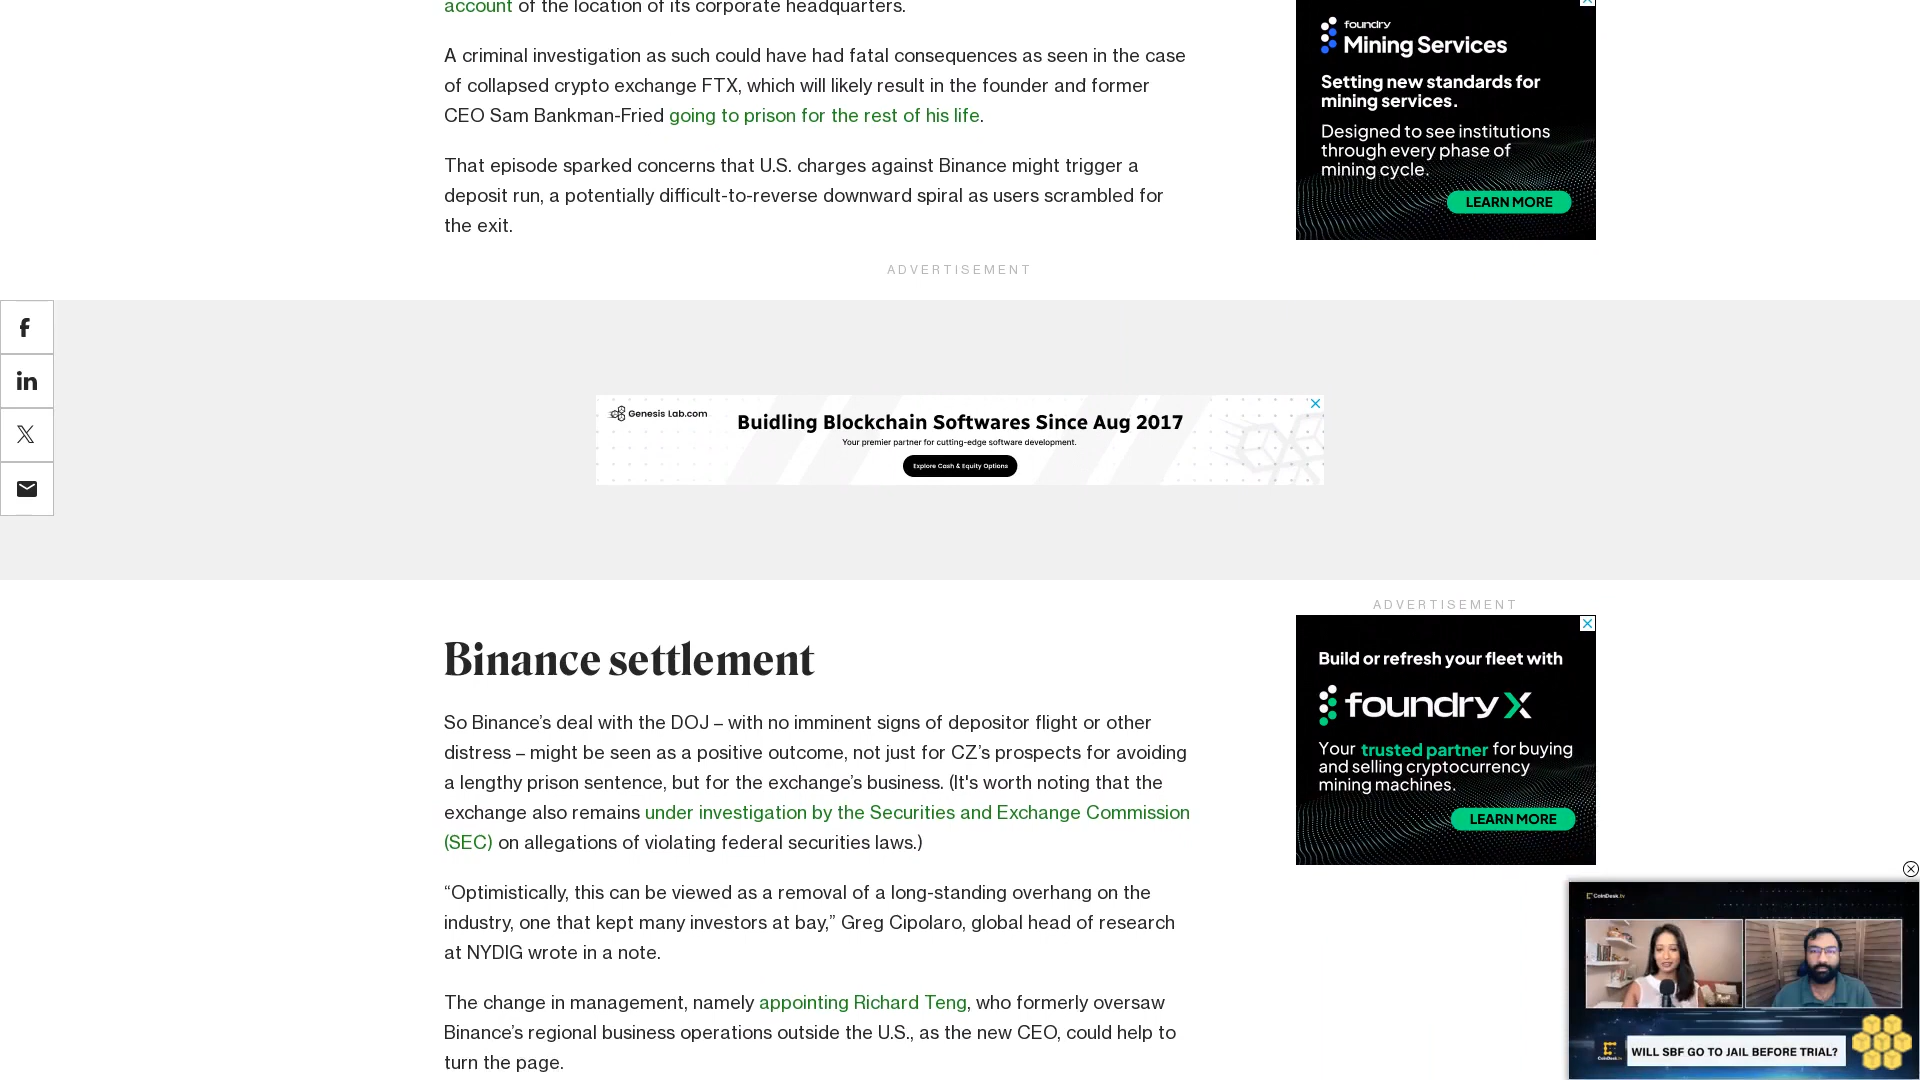 account of the location of its corporate headquarters.
A criminal investigation as such could have had fatal consequences as seen in the case
of collapsed crypto exchange FTX, which will likely result in the founder and former
CEO Sam Bankman-Fried going to prison for the rest of his life.
That episode sparked concerns that U.S. charges against Binance might trigger a
deposit run, a potentially difficult-to-reverse downward spiral as users scrambled for
the exit.
foundry
Mining Services
Setting new standards for
mining services.
Designed to see institutions
through every phase of
mining cycle.
LEARN MORE
ADVERTISEMENT
f
in
X
Genesis Lab.com
Buidling Blockchain Softwares Since Aug 2017
Your premier partner for cutting-edge software development.
Explore Cash & Equity Options
Binance settlement
So Binance’s deal with the DOJ – with no imminent signs of depositor flight or other
distress – might be seen as a positive outcome, not just for CZ’s prospects for avoiding
a lengthy prison sentence, but for the exchange’s business. (It's worth noting that the
exchange also remains under investigation by the Securities and Exchange Commission
(SEC) on allegations of violating federal securities laws.)
“Optimistically, this can be viewed as a removal of a long-standing overhang on the
industry, one that kept many investors at bay,” Greg Cipolaro, global head of research
at NYDIG wrote in a note.
The change in management, namely appointing Richard Teng, who formerly oversaw
Binance’s regional business operations outside the U.S., as the new CEO, could help to
turn the page.
ADVERTISEMENT
Build or refresh your fleet with
foundry X
Your trusted partner for buying
and selling cryptocurrency
mining machines.
LEARN MORE
CoinDesk.tv
CoinDesk.tv
WILL SBF GO TO JAIL BEFORE TRIAL?